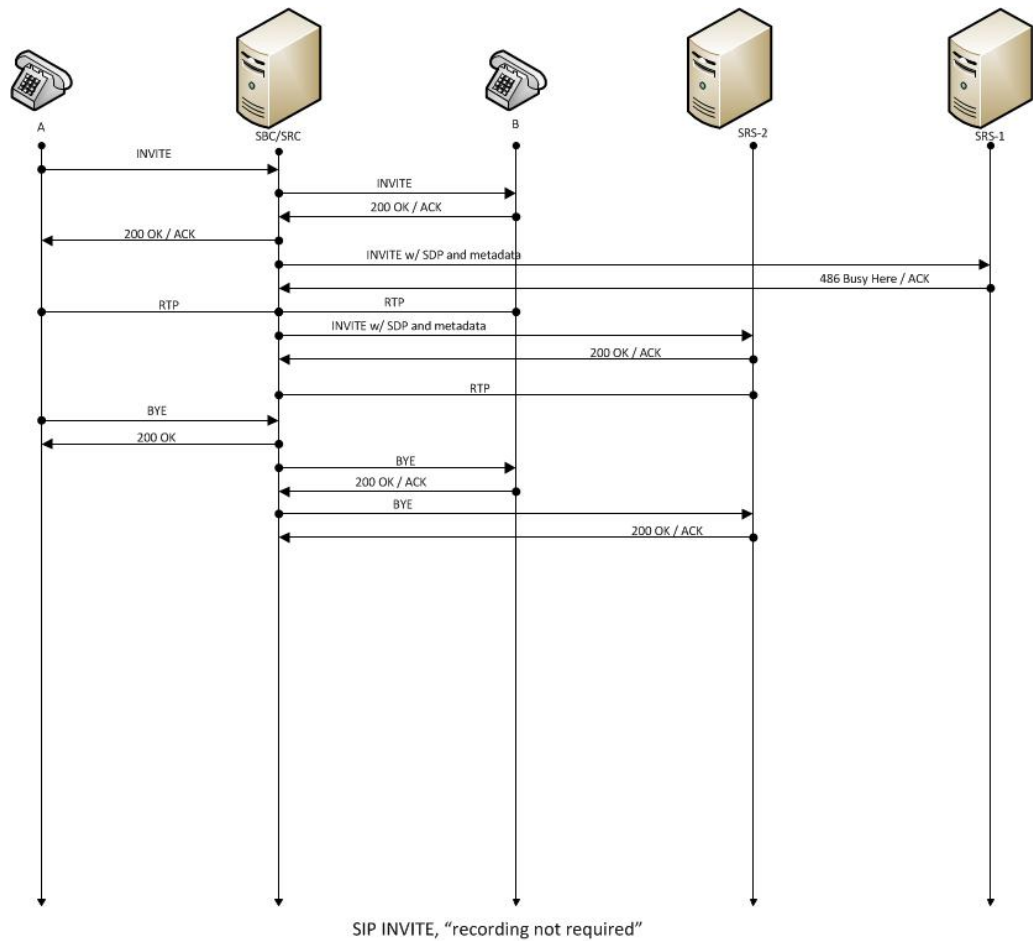 A
SBC/SRC
B
SRS-2
SRS-1
INVITE
INVITE
200 OK / ACK
200 OK / ACK
INVITE w/ SDP and metadata
486 Busy Here / ACK
RTP
RTP
INVITE w/ SDP and metadata
200 OK / ACK
RTP
BYE
200 OK
BYE
200 OK / ACK
BYE
200 OK / ACK
SIP INVITE, “recording not required”